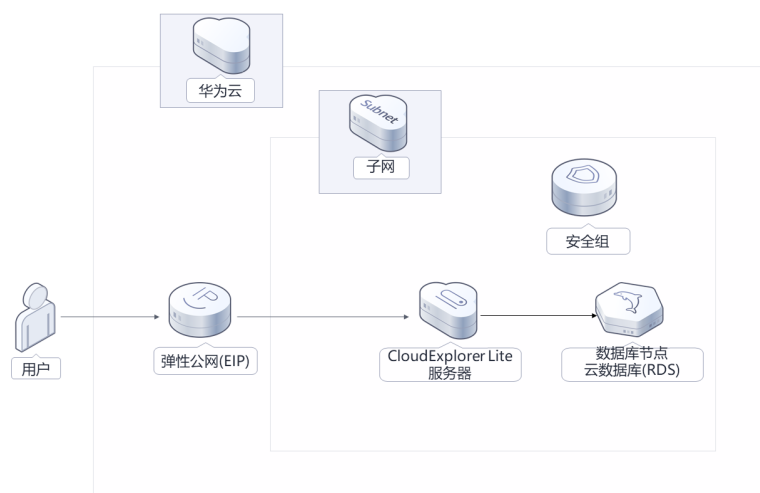 华为云
Subnet
子网
安全组
IP
用户
弹性公网(EIP)
CloudExplorer Lite
服务器
数据库节点
云数据库(RDS)